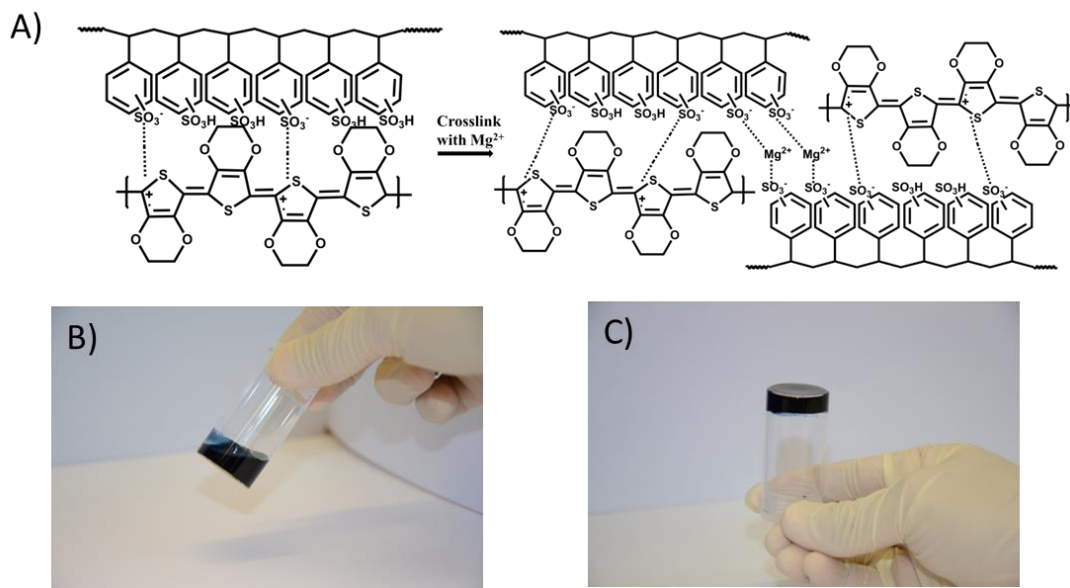 A)
SO₃⁻ SO₃H SO₃H SO₃⁻ SO₃H SO₃H
O O O O
S S
+ +
S S
O O O O
Crosslink
with Mg²⁺
SO₃⁻ SO₃H SO₃H SO₃⁻ SO₃⁻ SO₃⁻
O O O O
S S
+ +
S S
O O O O
Mg²⁺ Mg²⁺
O O O O
S S
+ +
S S
O O O O
SO₃⁻ SO₃⁻ SO₃⁻ SO₃H SO₃H SO₃⁻
B)
C)